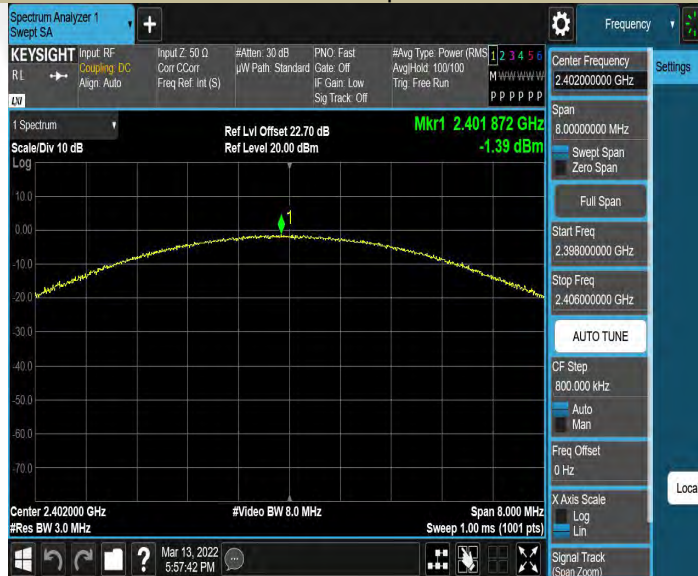 Spectrum Analyzer 1
Swept SA
Frequency
KEYSIGHT
RL
Input: RF
Coupling: DC
Align: Auto
Input Z: 50 Ω
Corr CCorr
Freq Ref: Int (S)
#Atten: 30 dB
µW Path: Standard
PNO: Fast
Gate: Off
IF Gain: Low
Sig Track: Off
#Avg Type: Power (RMS
Avg|Hold: 100/100
Trig: Free Run
1 2 3 4 5 6
M W W W W W
P P P P P P
LXI
1 Spectrum
Scale/Div 10 dB
Log
Ref Lvl Offset 22.70 dB
Ref Level 20.00 dBm
Mkr1 2.401 872 GHz
-1.39 dBm
1
10.0
0.00
-10.0
-20.0
-30.0
-40.0
-50.0
-60.0
-70.0
Center 2.402000 GHz
#Res BW 3.0 MHz
#Video BW 8.0 MHz
Span 8.000 MHz
Sweep 1.00 ms (1001 pts)
Mar 13, 2022
5:57:42 PM
Center Frequency
2.402000000 GHz
Span
8.00000000 MHz
Swept Span
Zero Span
Full Span
Start Freq
2.398000000 GHz
Stop Freq
2.406000000 GHz
AUTO TUNE
CF Step
800.000 kHz
Auto
Man
Freq Offset
0 Hz
X Axis Scale
Log
Lin
Signal Track
(Span Zoom)
Settings
Loca